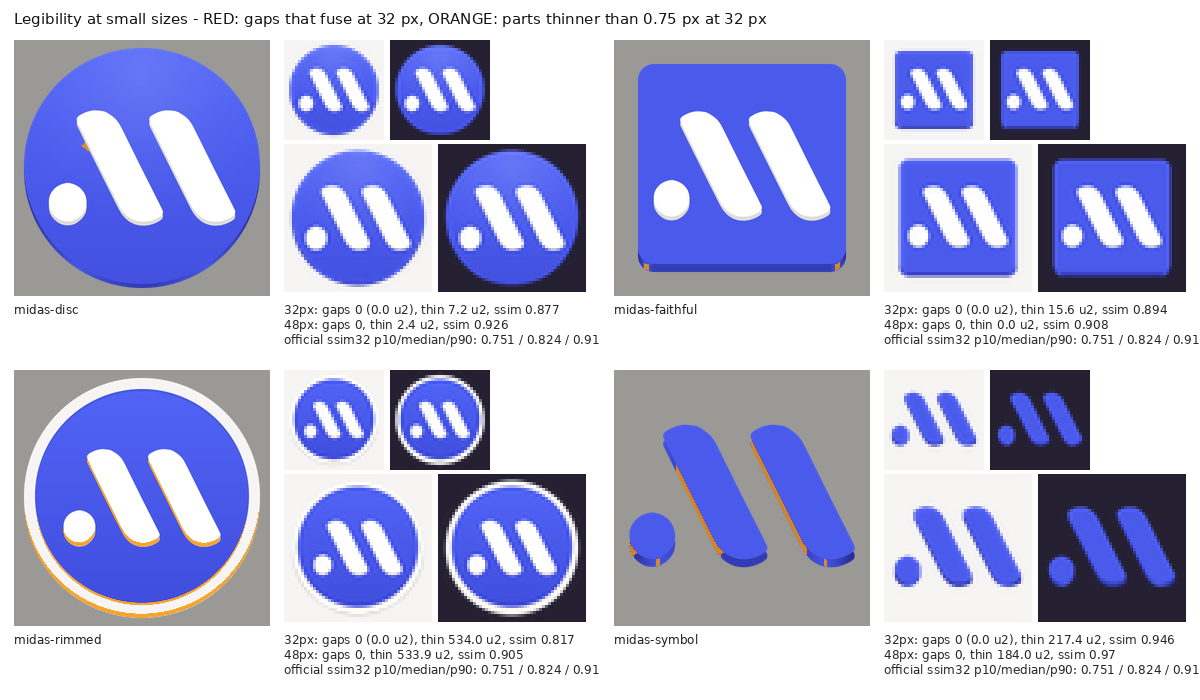 Legibility at small sizes - RED: gaps that fuse at 32 px, ORANGE: parts thinner than 0.75 px at 32 px
midas-disc
32px: gaps 0 (0.0 u2), thin 7.2 u2, ssim 0.877
48px: gaps 0, thin 2.4 u2, ssim 0.926
official ssim32 p10/median/p90: 0.751 / 0.824 / 0.91
midas-faithful
32px: gaps 0 (0.0 u2), thin 15.6 u2, ssim 0.894
48px: gaps 0, thin 0.0 u2, ssim 0.908
official ssim32 p10/median/p90: 0.751 / 0.824 / 0.91
midas-rimmed
32px: gaps 0 (0.0 u2), thin 534.0 u2, ssim 0.817
48px: gaps 0, thin 533.9 u2, ssim 0.905
official ssim32 p10/median/p90: 0.751 / 0.824 / 0.91
midas-symbol
32px: gaps 0 (0.0 u2), thin 217.4 u2, ssim 0.946
48px: gaps 0, thin 184.0 u2, ssim 0.97
official ssim32 p10/median/p90: 0.751 / 0.824 / 0.91